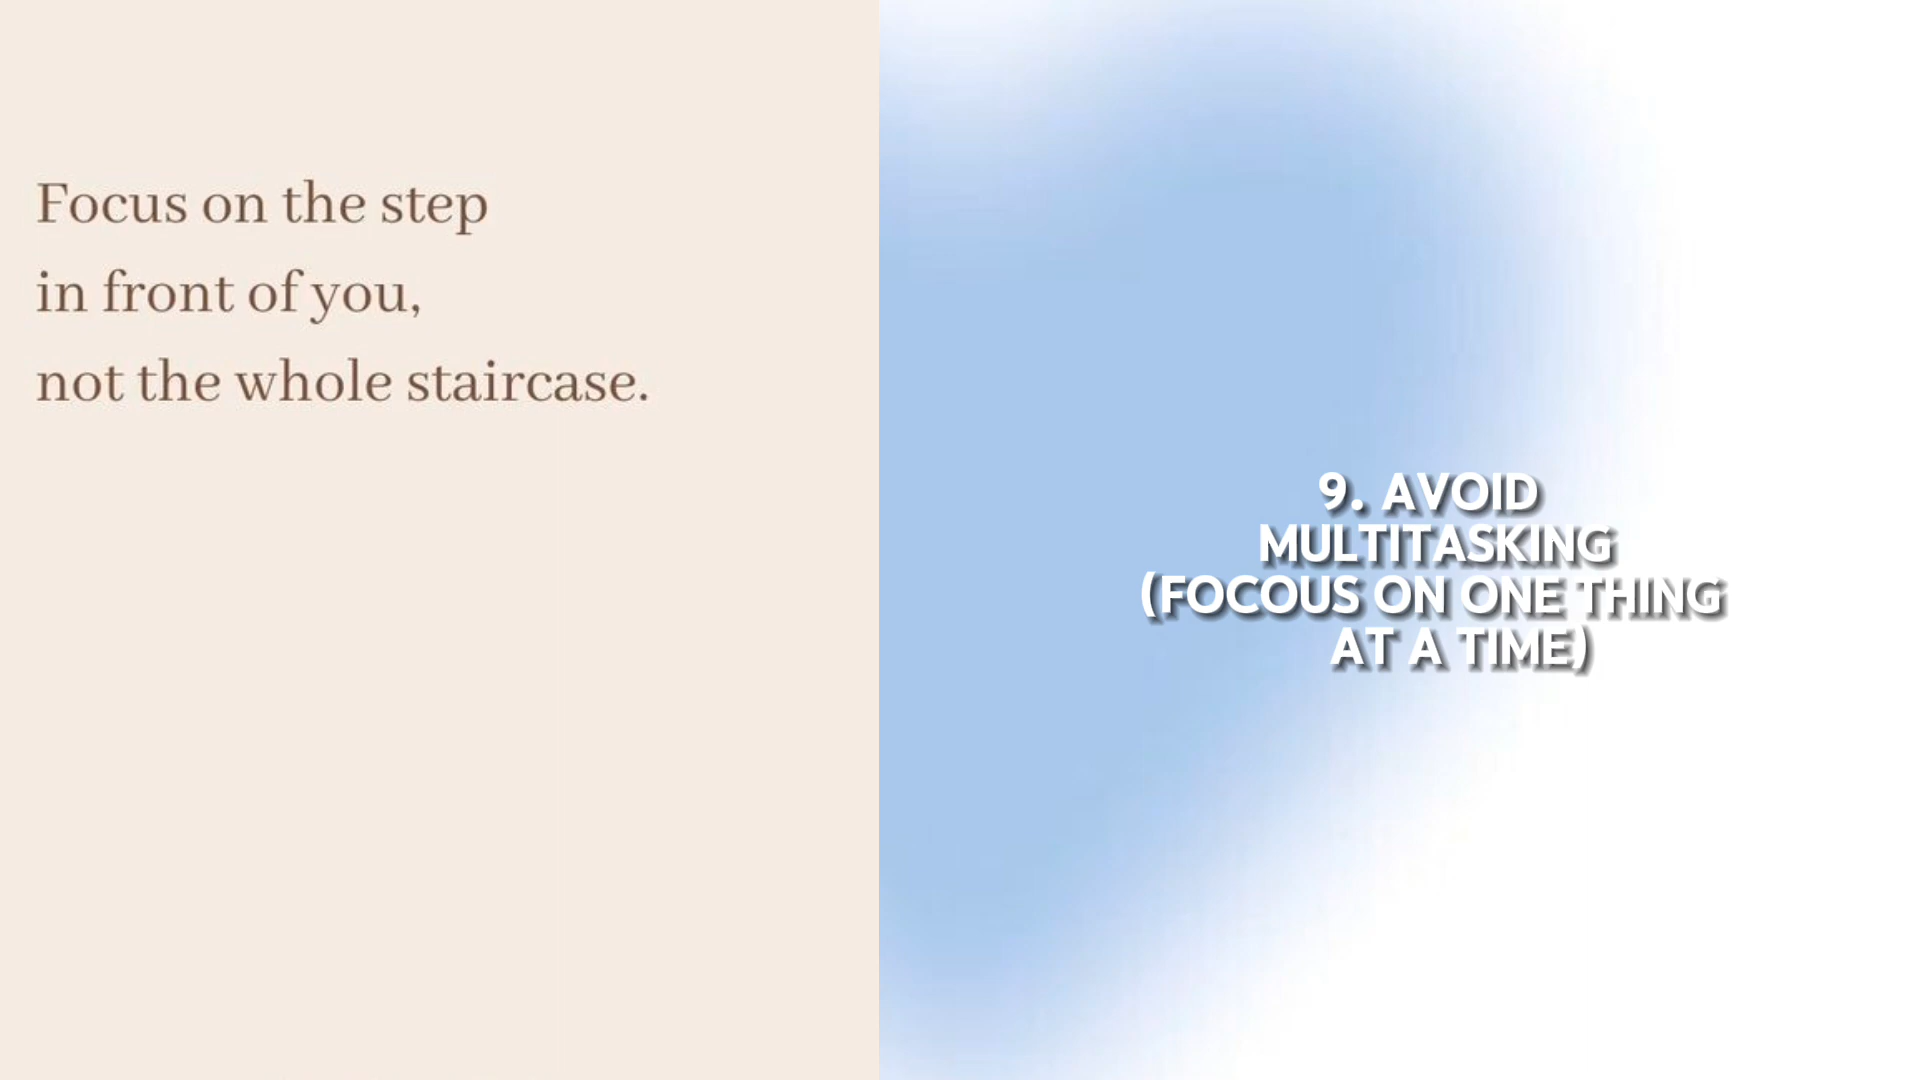 Focus on the step
in front of you,
not the whole staircase.
9. AVOID
MULTITASKING
(FOCOUS ON ONE THING
AT A TIME)